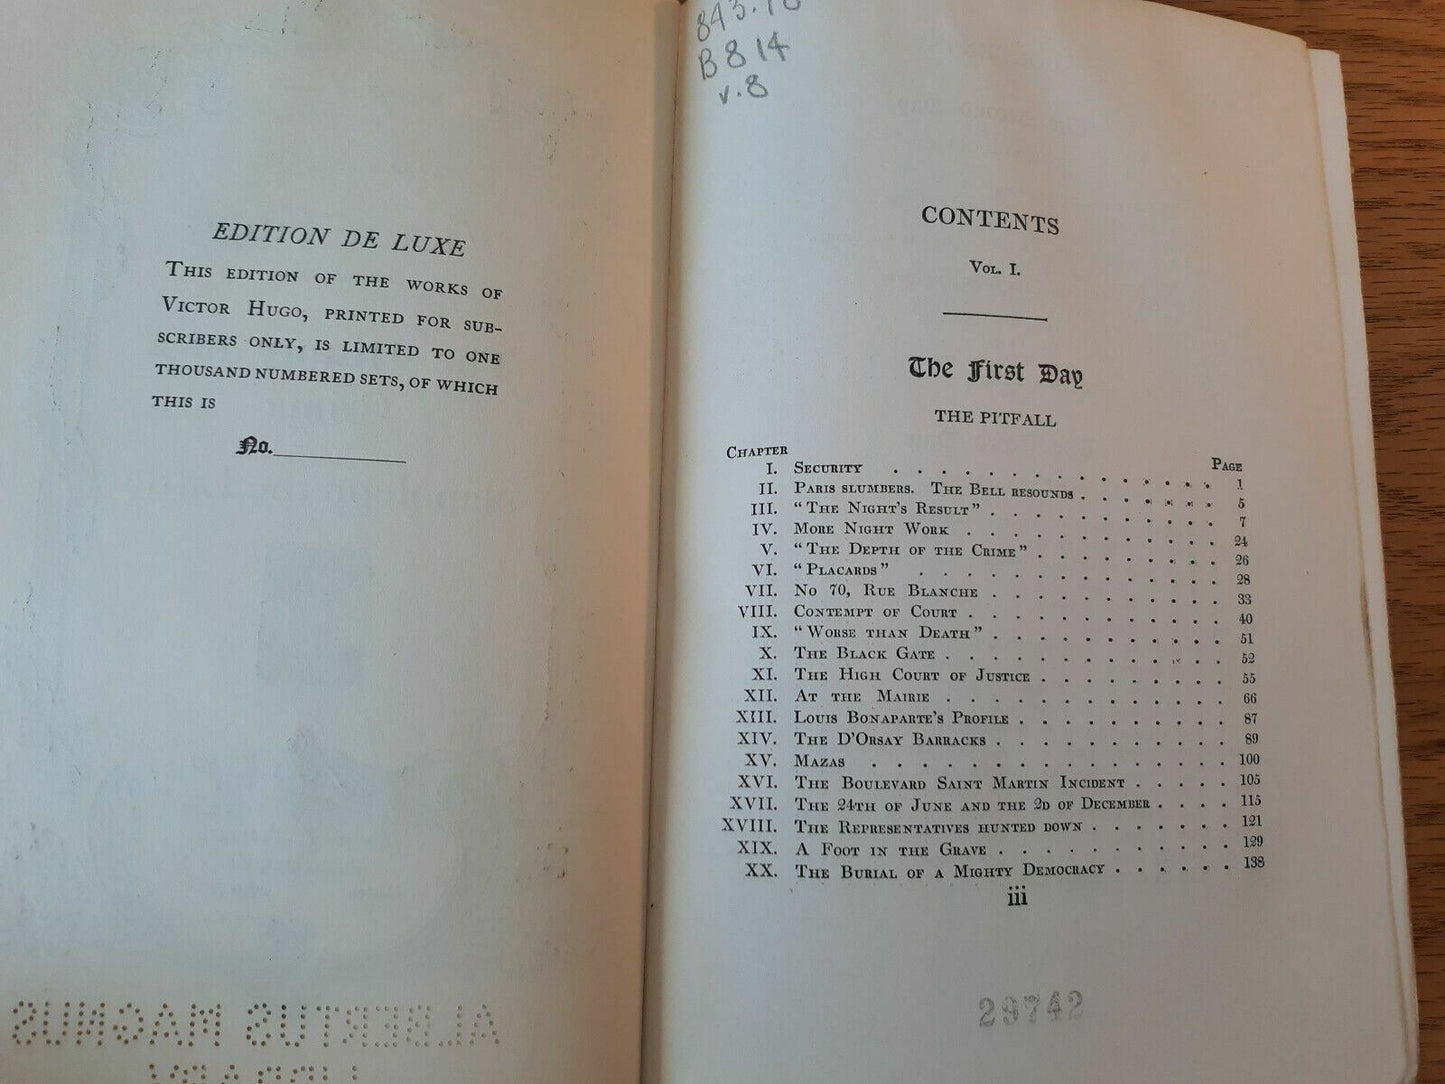 EDITION DE LUXE
THIS EDITION OF THE WORKS OF
VICTOR HUGO, PRINTED FOR SUB-
SCRIBERS ONLY, IS LIMITED TO ONE
THOUSAND NUMBERED SETS, OF WHICH
THIS IS
No.
ALBERTUS MAGNUS
843.78
B814
v.8
CONTENTS
VOL. I.
The First Day
THE PITFALL
CHAPTER PAGE
I. SECURITY 1
II. PARIS SLUMBERS. THE BELL RESOUNDS 5
III. "THE NIGHT'S RESULT" 7
IV. MORE NIGHT WORK 24
V. "THE DEPTH OF THE CRIME" 26
VI. "PLACARDS" 28
VII. NO 70, RUE BLANCHE 33
VIII. CONTEMPT OF COURT 40
IX. "WORSE THAN DEATH" 51
X. THE BLACK GATE 52
XI. THE HIGH COURT OF JUSTICE 55
XII. AT THE MAIRIE 66
XIII. LOUIS BONAPARTE'S PROFILE 87
XIV. THE D'ORSAY BARRACKS 89
XV. MAZAS 100
XVI. THE BOULEVARD SAINT MARTIN INCIDENT 105
XVII. THE 24TH OF JUNE AND THE 2D OF DECEMBER 115
XVIII. THE REPRESENTATIVES HUNTED DOWN 121
XIX. A FOOT IN THE GRAVE 129
XX. THE BURIAL OF A MIGHTY DEMOCRACY 138
iii
29742